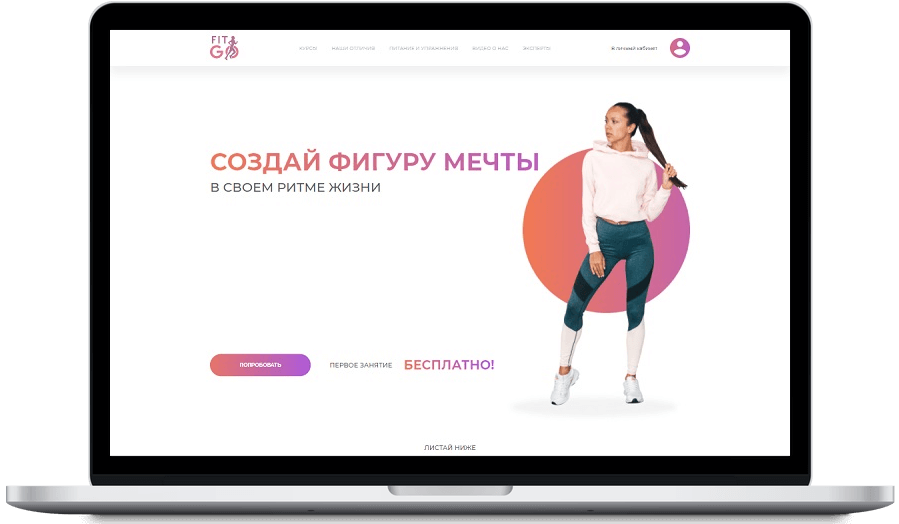 FIT
GO
КУРСЫ НАШИ ОТЛИЧИЯ ПИТАНИЕ И УПРАЖНЕНИЯ ВИДЕО О НАС ЭКСПЕРТЫ В личный кабинет
СОЗДАЙ ФИГУРУ МЕЧТЫ
В СВОЕМ РИТМЕ ЖИЗНИ
ПОПРОБОВАТЬ ПЕРВОЕ ЗАНЯТИЕ БЕСПЛАТНО!
ЛИСТАЙ НИЖЕ